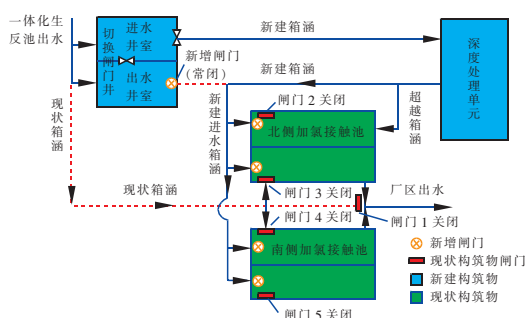 一体化生
反池出水
切换闸门井
进水
井室
出水
井室
新增闸门
(常闭)
新建箱涵
新建箱涵
深度处理单元
超越箱涵
现状箱涵
新建进水箱涵
闸门 2 关闭
北侧加氯接触池
闸门 3 关闭
现状箱涵
厂区出水
闸门 4 关闭
闸门 1 关闭
南侧加氯接触池
闸门 5 关闭
新增闸门
现状构筑物闸门
新建构筑物
现状构筑物